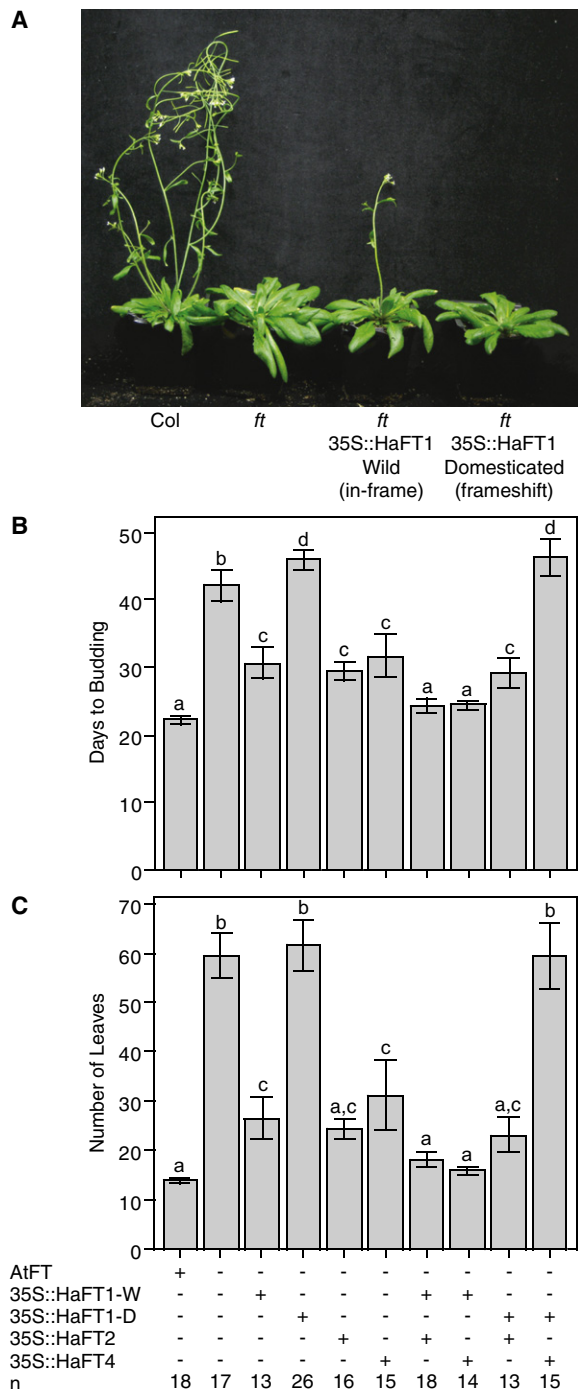 A
Col ft ft ft
35S::HaFT1 35S::HaFT1
Wild Domesticated
(in-frame) (frameshift)
B
Days to Budding
50
40
30
20
10
0
a b c d c c a a c d
C
Number of Leaves
70
60
50
40
30
20
10
0
a b c b a,c c a a a,c b
AtFT + - - - - - - - - -
35S::HaFT1-W - - + - - - + + - -
35S::HaFT1-D - - - + - - - - + +
35S::HaFT2 - - - - + - + - + -
35S::HaFT4 - - - - - + - + - +
n 18 17 13 26 16 15 18 14 13 15